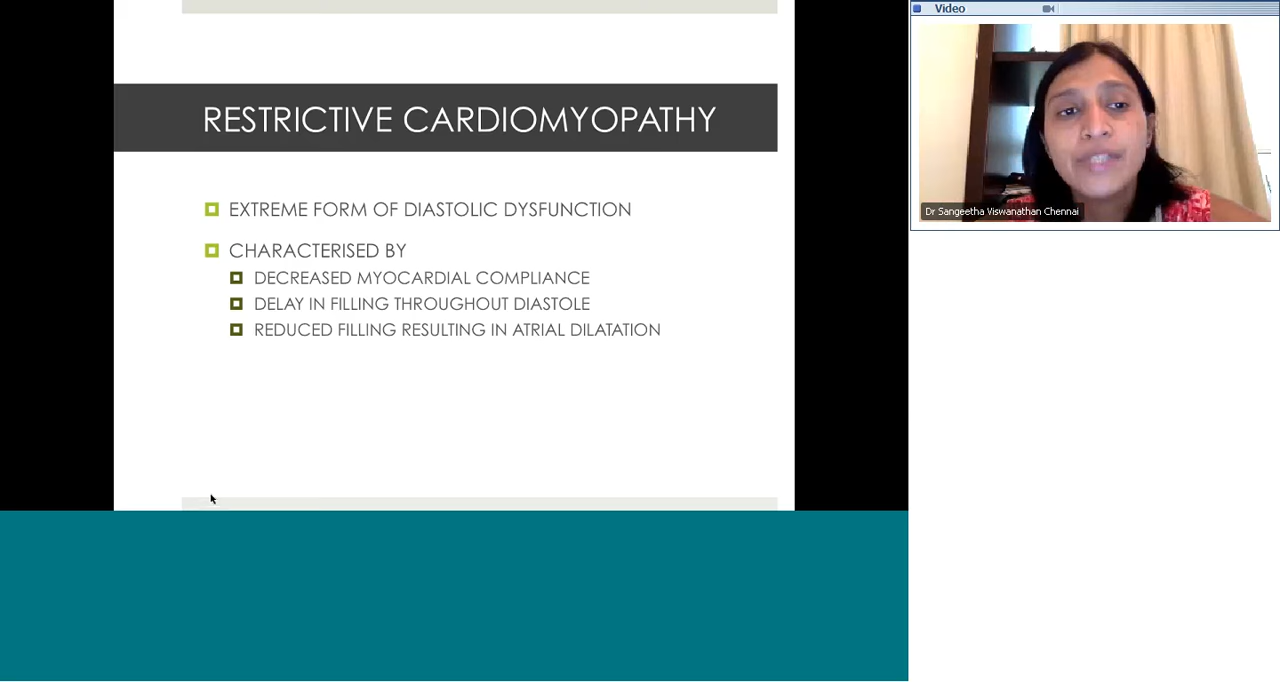 RESTRICTIVE CARDIOMYOPATHY
EXTREME FORM OF DIASTOLIC DYSFUNCTION
CHARACTERISED BY
DECREASED MYOCARDIAL COMPLIANCE
DELAY IN FILLING THROUGHOUT DIASTOLE
REDUCED FILLING RESULTING IN ATRIAL DILATATION
Video
Dr Sangeetha Viswanathan Chennai